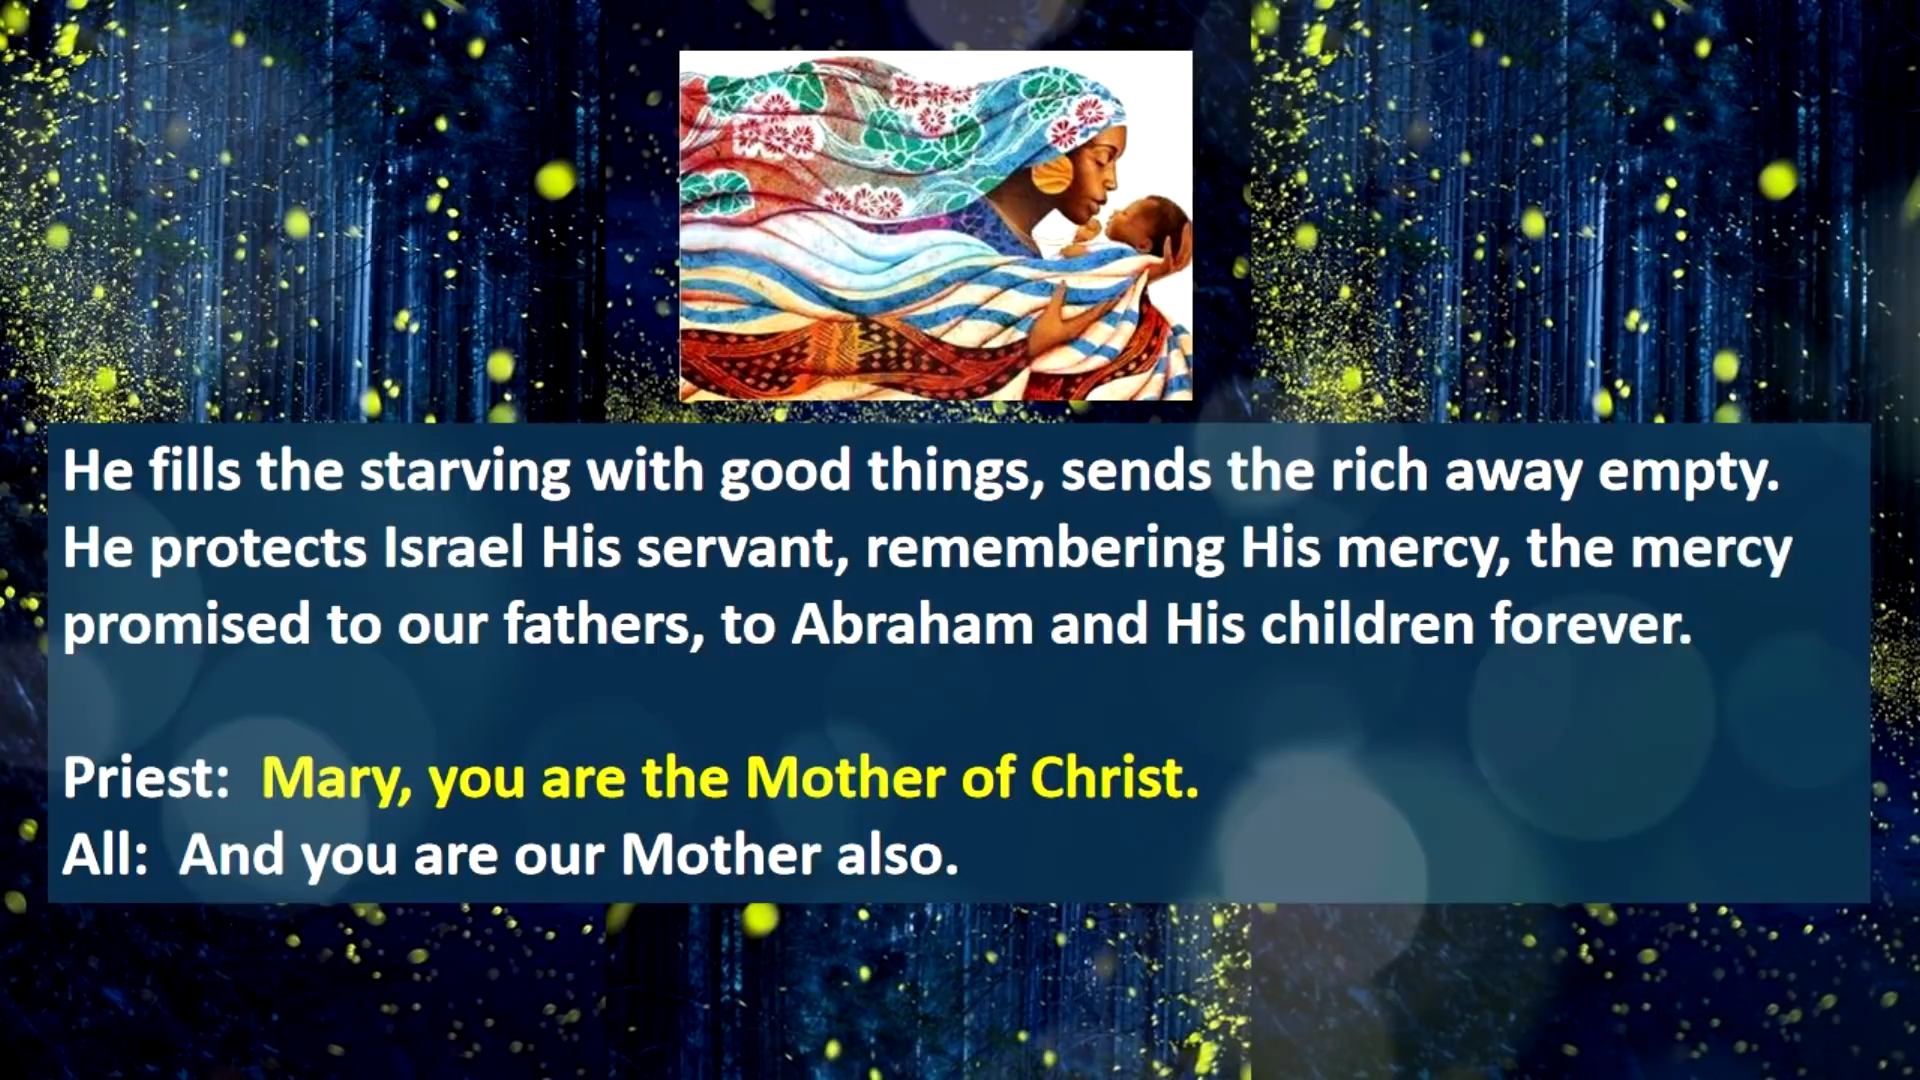 He fills the starving with good things, sends the rich away empty.
He protects Israel His servant, remembering His mercy, the mercy
promised to our fathers, to Abraham and His children forever.
Priest: Mary, you are the Mother of Christ.
All: And you are our Mother also.